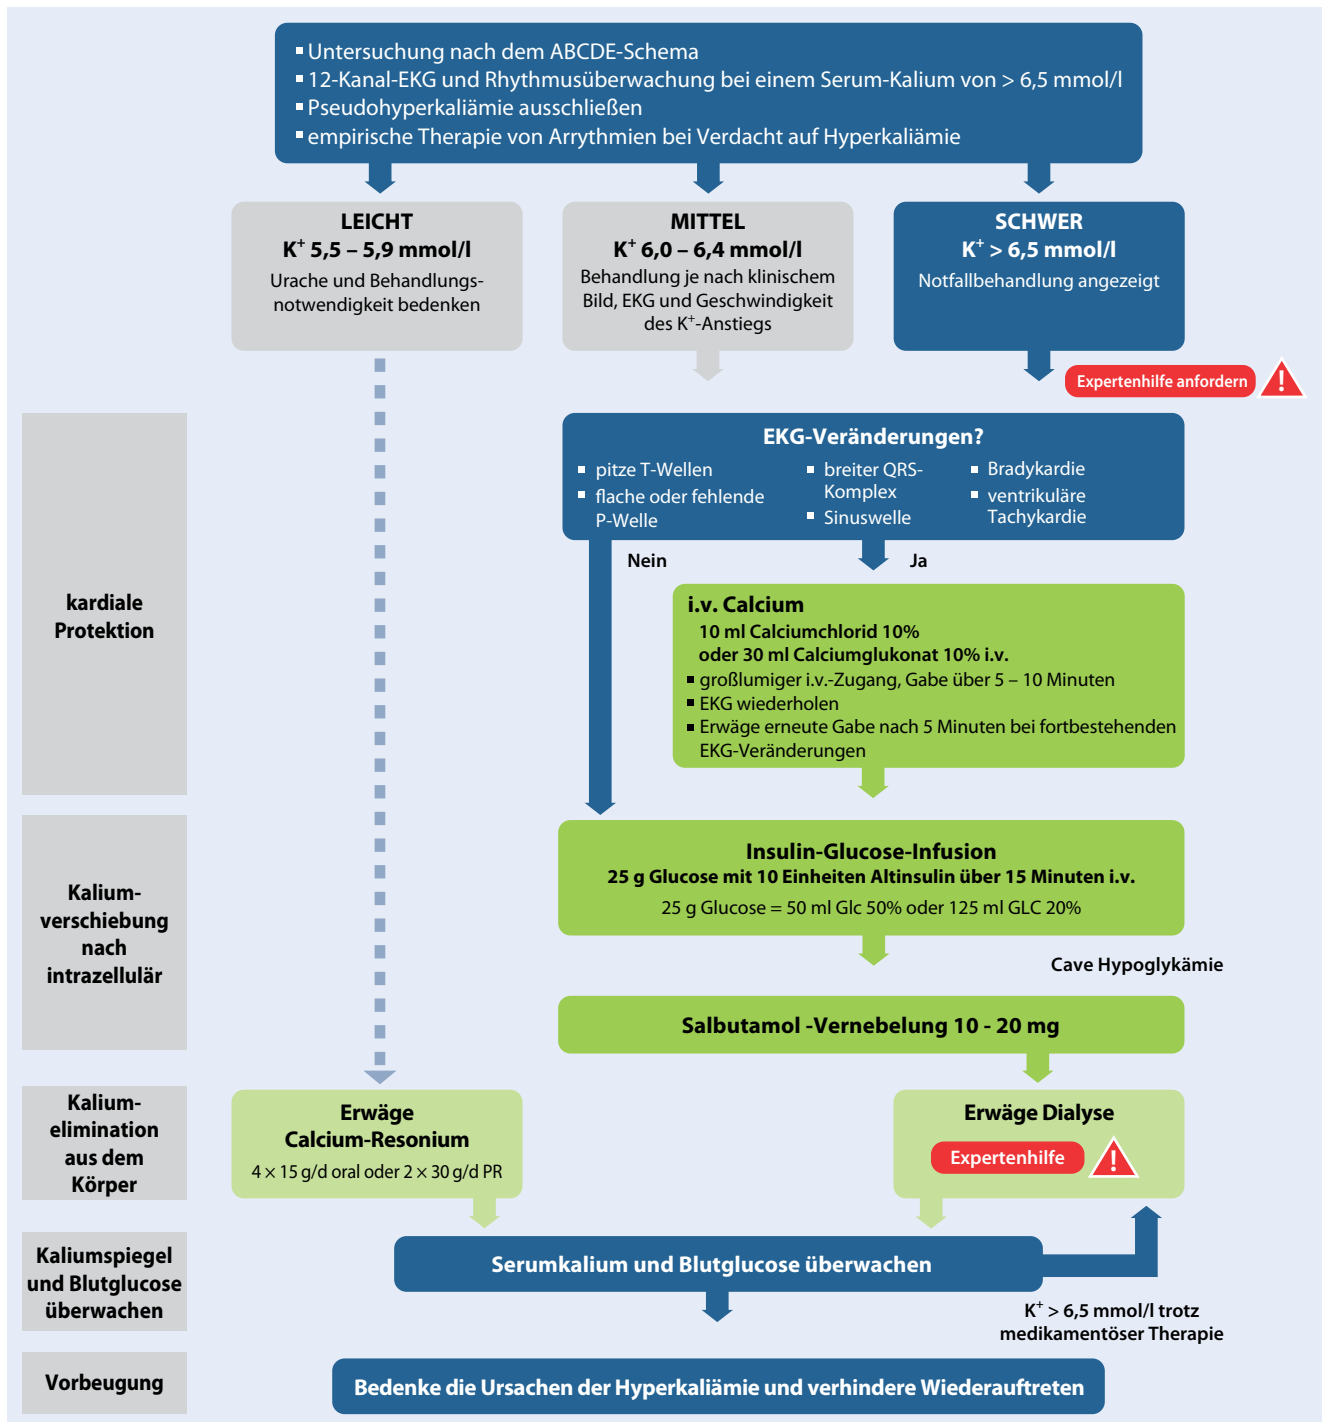 ▪ Untersuchung nach dem ABCDE-Schema
▪ 12-Kanal-EKG und Rhythmusüberwachung bei einem Serum-Kalium von > 6,5 mmol/l
▪ Pseudohyperkaliämie ausschließen
▪ empirische Therapie von Arrythmien bei Verdacht auf Hyperkaliämie
LEICHT
K⁺ 5,5 – 5,9 mmol/l
Urache und Behandlungs-
notwendigkeit bedenken
MITTEL
K⁺ 6,0 – 6,4 mmol/l
Behandlung je nach klinischem
Bild, EKG und Geschwindigkeit
des K⁺-Anstiegs
SCHWER
K⁺ > 6,5 mmol/l
Notfallbehandlung angezeigt
Expertenhilfe anfordern
!
kardiale
Protektion
EKG-Veränderungen?
▪ pitze T-Wellen
▪ flache oder fehlende
P-Welle
▪ breiter QRS-
Komplex
▪ Sinuswelle
▪ Bradykardie
▪ ventrikuläre
Tachykardie
Nein
Ja
i.v. Calcium
10 ml Calciumchlorid 10%
oder 30 ml Calciumglukonat 10% i.v.
▪ großlumiger i.v.-Zugang, Gabe über 5 – 10 Minuten
▪ EKG wiederholen
▪ Erwäge erneute Gabe nach 5 Minuten bei fortbestehenden
EKG-Veränderungen
Kalium-
verschiebung
nach
intrazellulär
Insulin-Glucose-Infusion
25 g Glucose mit 10 Einheiten Altinsulin über 15 Minuten i.v.
25 g Glucose = 50 ml Glc 50% oder 125 ml GLC 20%
Cave Hypoglykämie
Salbutamol -Vernebelung 10 - 20 mg
Kalium-
elimination
aus dem
Körper
Erwäge
Calcium-Resonium
4 × 15 g/d oral oder 2 × 30 g/d PR
Erwäge Dialyse
Expertenhilfe
!
Kaliumspiegel
und Blutglucose
überwachen
Serumkalium und Blutglucose überwachen
K⁺ > 6,5 mmol/l trotz
medikamentöser Therapie
Vorbeugung
Bedenke die Ursachen der Hyperkaliämie und verhindere Wiederauftreten